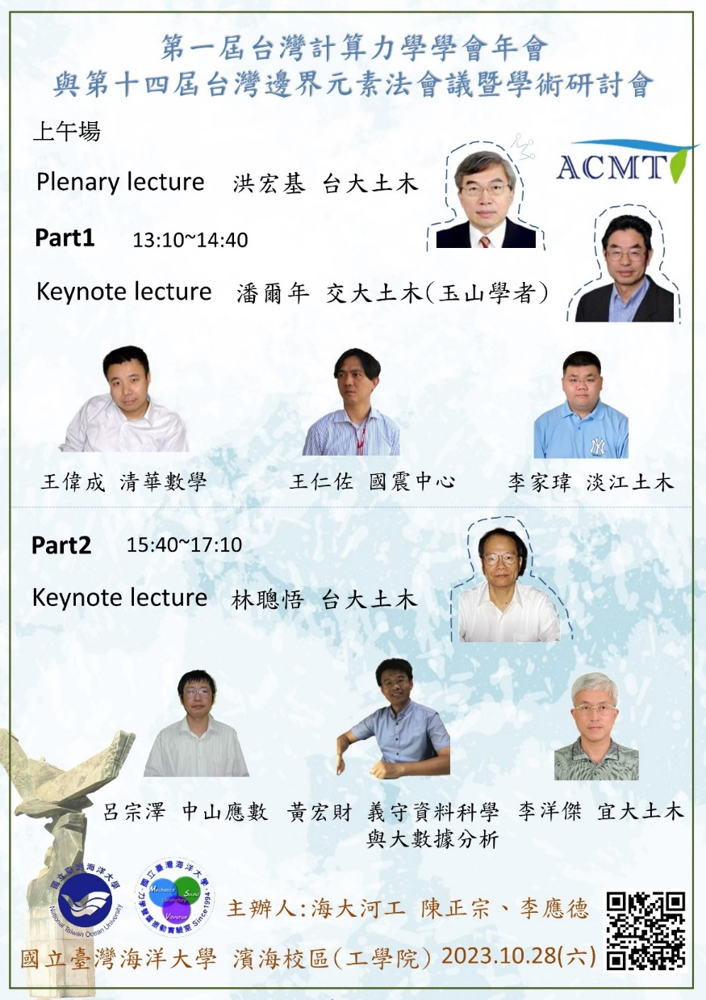 第一屆台灣計算力學學會年會
與第十四屆台灣邊界元素法會議暨學術研討會
上午場
ACMT
Plenary lecture 洪宏基 台大土木
Part1 13:10~14:40
Keynote lecture 潘爾年 交大土木(玉山學者)
王偉成 清華數學
王仁佐 國震中心
李家瑋 淡江土木
Part2 15:40~17:10
Keynote lecture 林聰悟 台大土木
呂宗澤 中山應數
黃宏財 義守資料科學
與大數據分析
李洋傑 宜大土木
國立臺灣海洋大學
National Taiwan Ocean University
國立臺灣海洋大學
力學聲響振動實驗室 Since1994
Mechanics
Sound
Laboratory
Vibration
主辦人:海大河工 陳正宗、李應德
國立臺灣海洋大學 濱海校區(工學院) 2023.10.28(六)